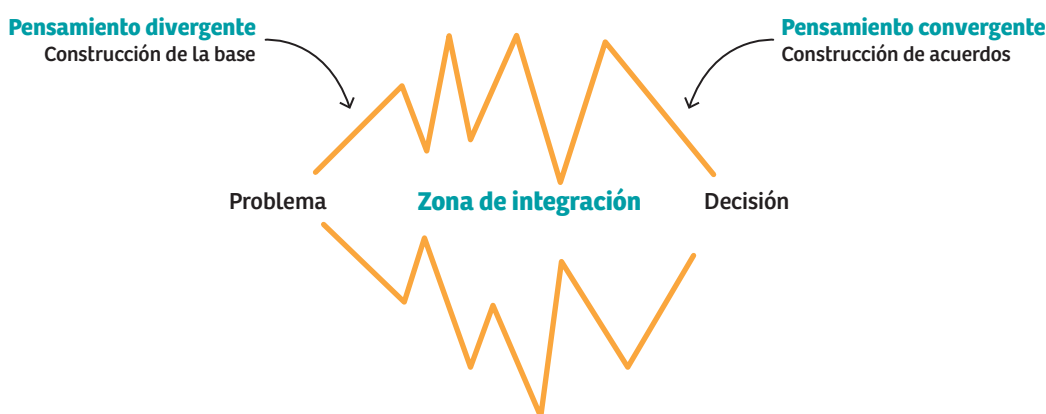 Pensamiento divergente
Construcción de la base
Pensamiento convergente
Construcción de acuerdos
Problema
Zona de integración
Decisión